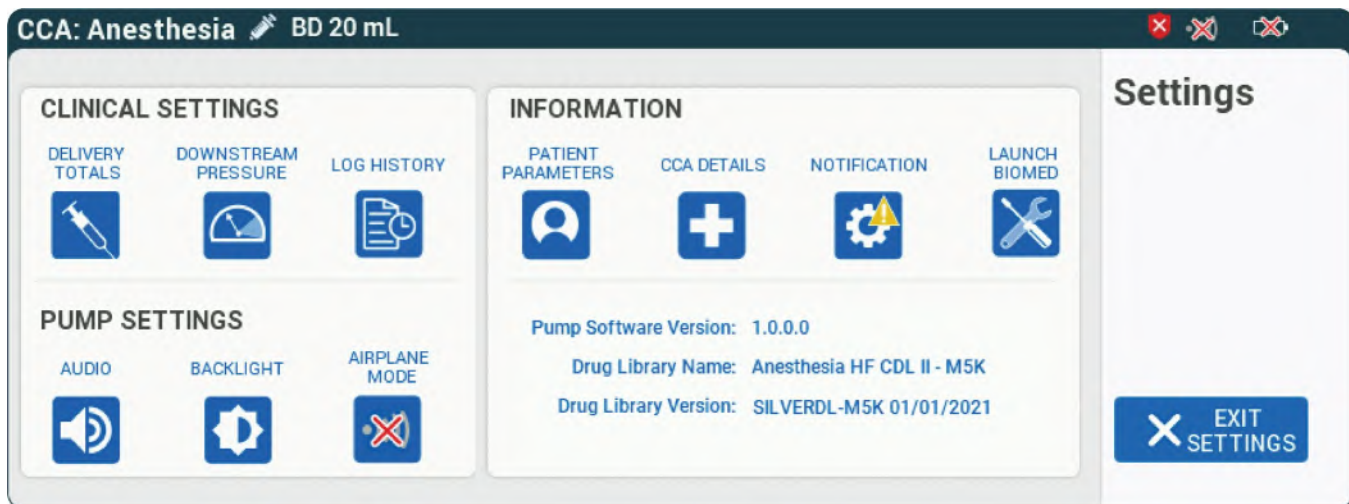 CCA: Anesthesia BD 20 mL
Settings
CLINICAL SETTINGS
DELIVERY
TOTALS
DOWNSTREAM
PRESSURE
LOG HISTORY
PUMP SETTINGS
AUDIO
BACKLIGHT
AIRPLANE
MODE
INFORMATION
PATIENT
PARAMETERS
CCA DETAILS
NOTIFICATION
LAUNCH
BIOMED
Pump Software Version: 1.0.0.0
Drug Library Name: Anesthesia HF CDL II - M5K
Drug Library Version: SILVERDL-M5K 01/01/2021
EXIT
SETTINGS